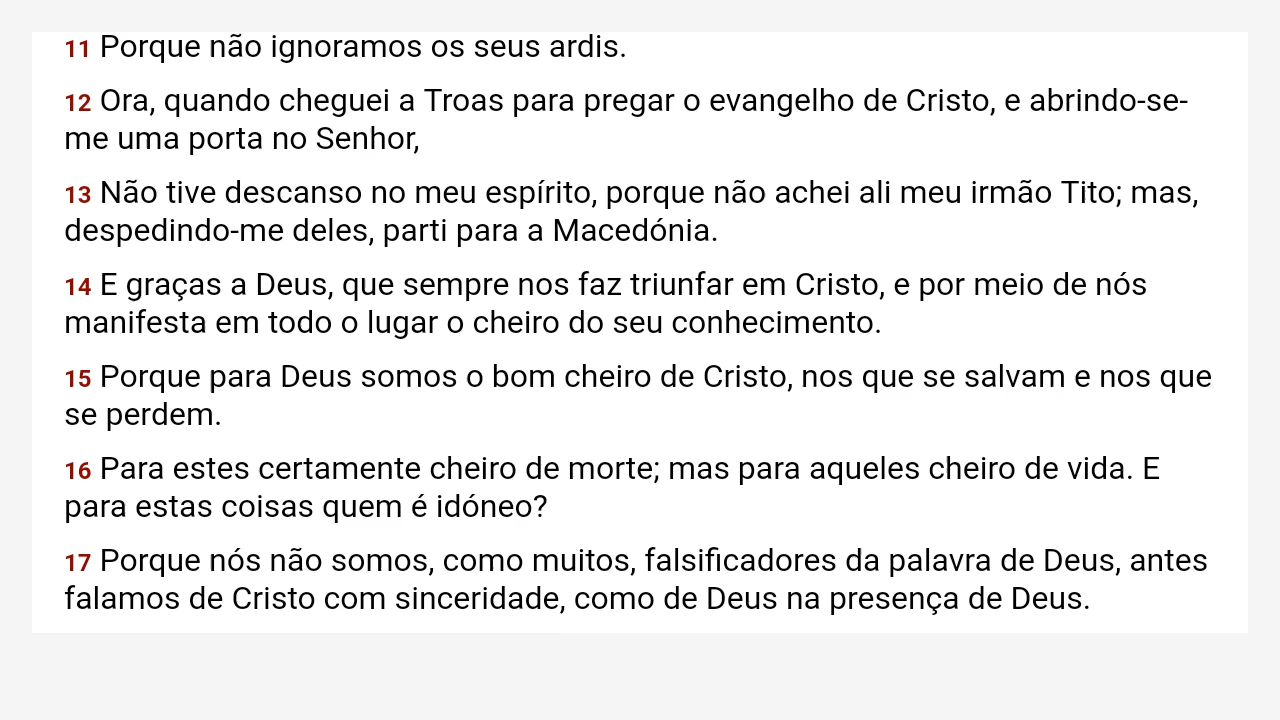 11 Porque não ignoramos os seus ardis.
12 Ora, quando cheguei a Troas para pregar o evangelho de Cristo, e abrindo-se-
me uma porta no Senhor,
13 Não tive descanso no meu espírito, porque não achei ali meu irmão Tito; mas,
despedindo-me deles, parti para a Macedónia.
14 E graças a Deus, que sempre nos faz triunfar em Cristo, e por meio de nós
manifesta em todo o lugar o cheiro do seu conhecimento.
15 Porque para Deus somos o bom cheiro de Cristo, nos que se salvam e nos que
se perdem.
16 Para estes certamente cheiro de morte; mas para aqueles cheiro de vida. E
para estas coisas quem é idóneo?
17 Porque nós não somos, como muitos, falsificadores da palavra de Deus, antes
falamos de Cristo com sinceridade, como de Deus na presença de Deus.